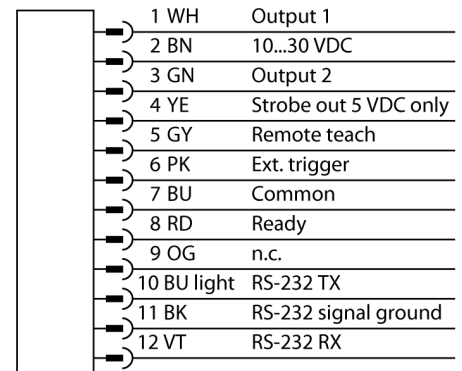 1 WH Output 1
2 BN 10...30 VDC
3 GN Output 2
4 YE Strobe out 5 VDC only
5 GY Remote teach
6 PK Ext. trigger
7 BU Common
8 RD Ready
9 OG n.c.
10 BU light RS-232 TX
11 BK RS-232 signal ground
12 VT RS-232 RX